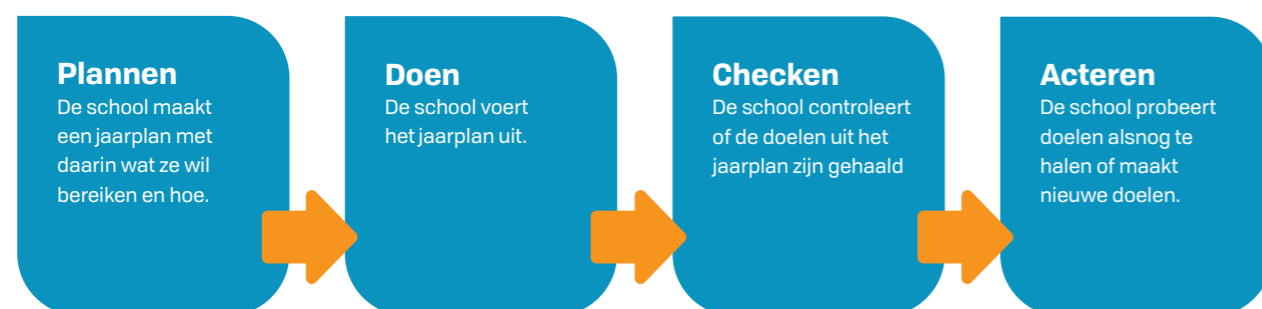 Plannen
De school maakt
een jaarplan met
daarin wat ze wil
bereiken en hoe.
Doen
De school voert
het jaarplan uit.
Checken
De school controleert
of de doelen uit het
jaarplan zijn gehaald
Acteren
De school probeert
doelen alsnog te
halen of maakt
nieuwe doelen.